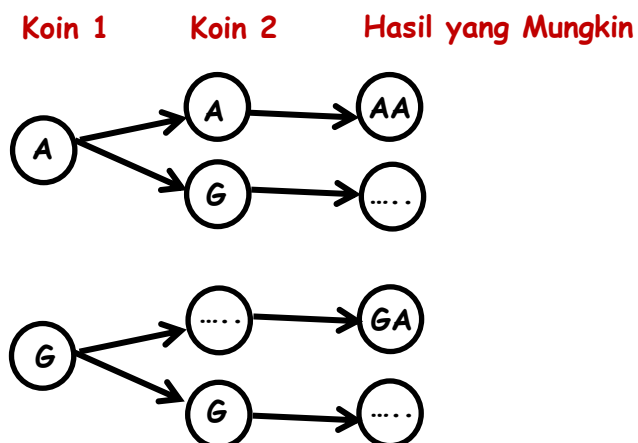 Koin 1 Koin 2 Hasil yang Mungkin
A AA
A
G .....
..... GA
G
G .....